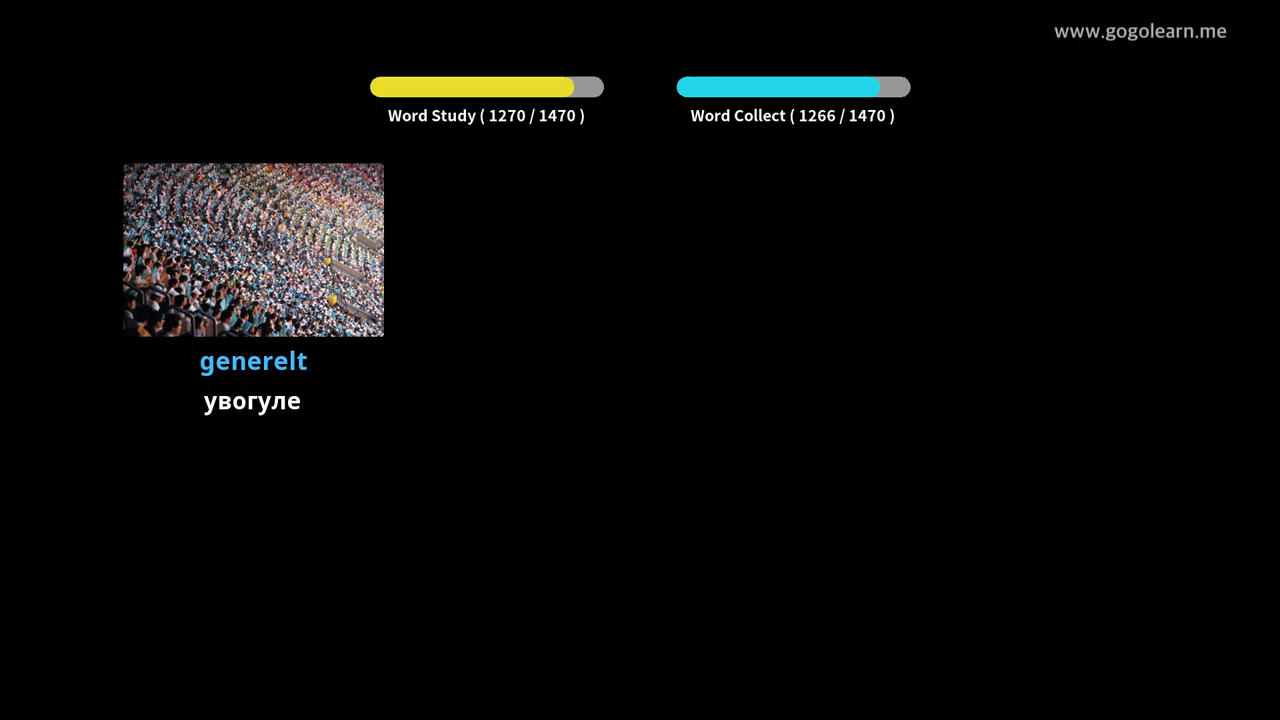 www.gogolearn.me
Word Study ( 1270 / 1470 )
Word Collect ( 1266 / 1470 )
generelt
увогуле